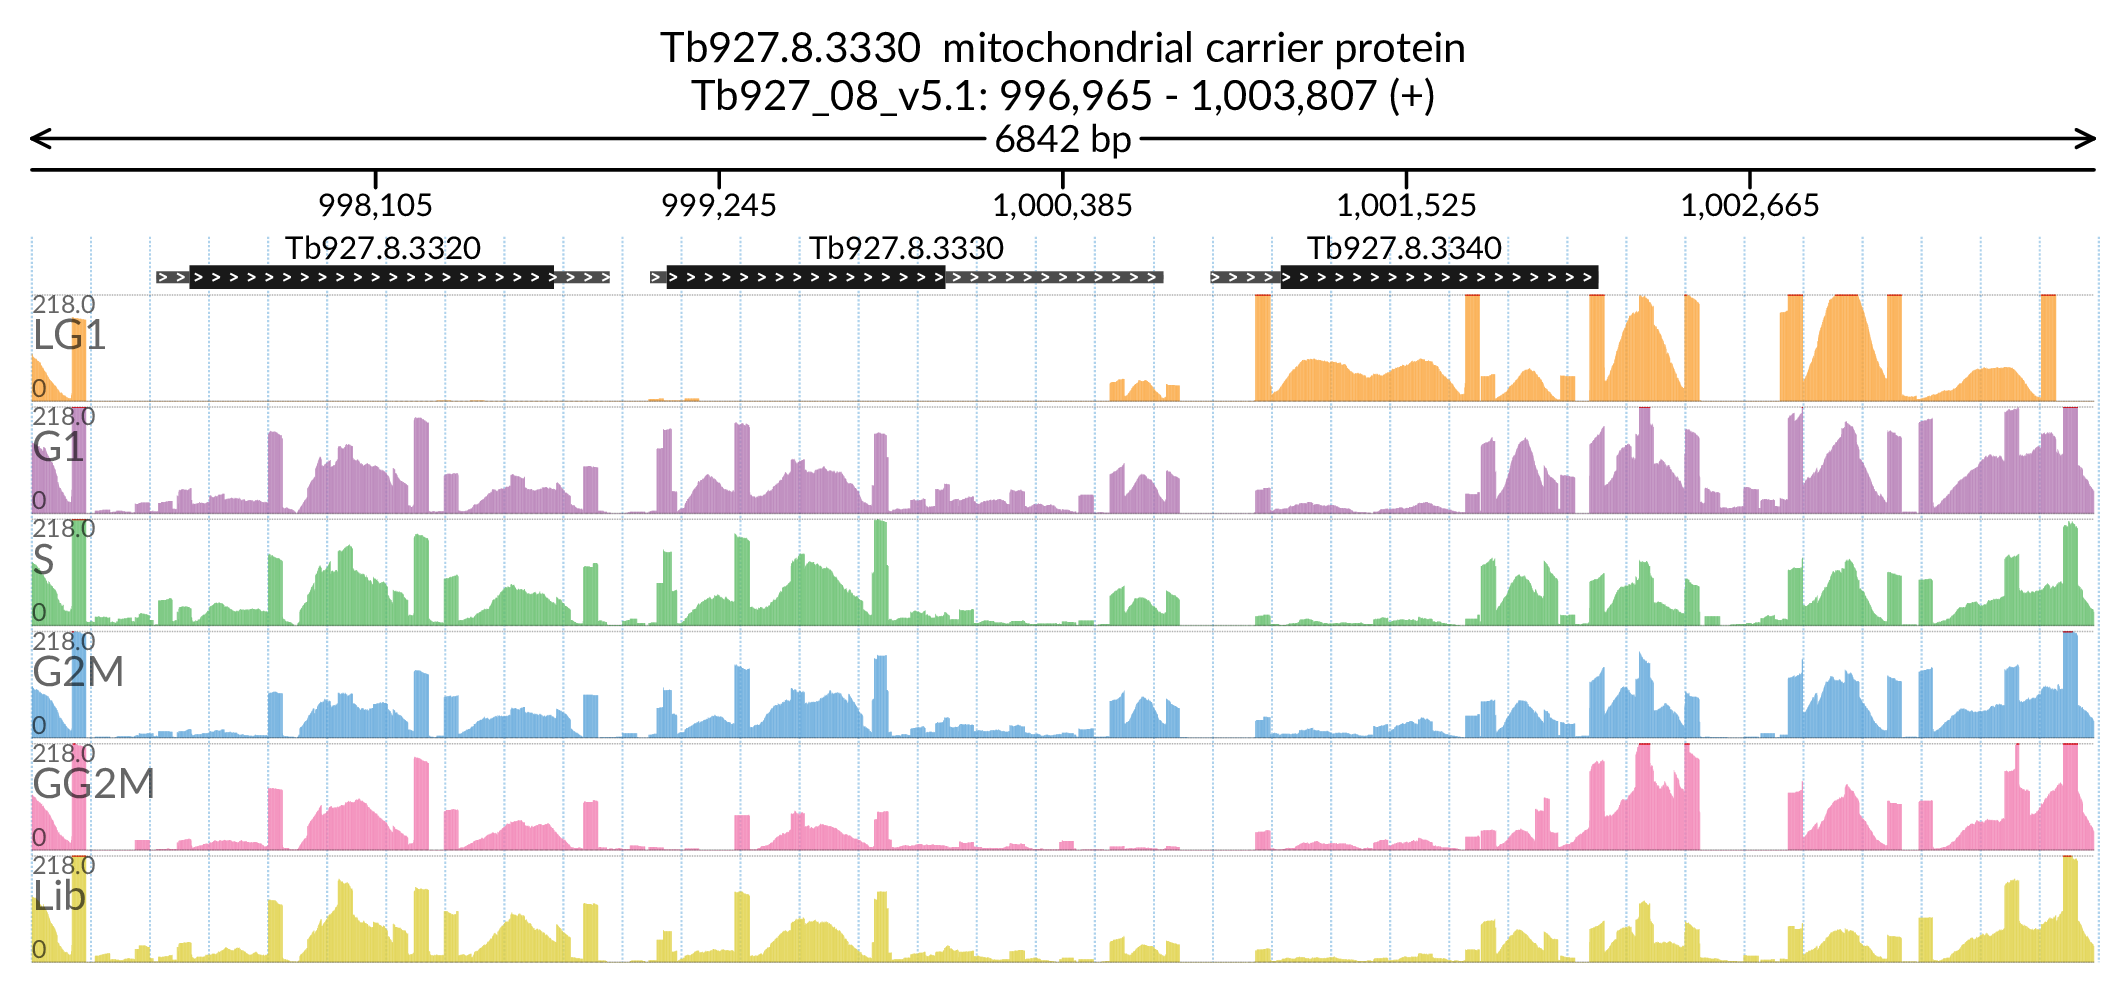 Tb927.8.3330  mitochondrial carrier protein
Tb927_08_v5.1: 996,965 - 1,003,807 (+)
6842 bp
998,105 999,245 1,000,385 1,001,525 1,002,665
Tb927.8.3320 Tb927.8.3330 Tb927.8.3340
218.0
LG1
0
218.0
G1
0
218.0
S
0
218.0
G2M
0
218.0
GG2M
0
218.0
Lib
0